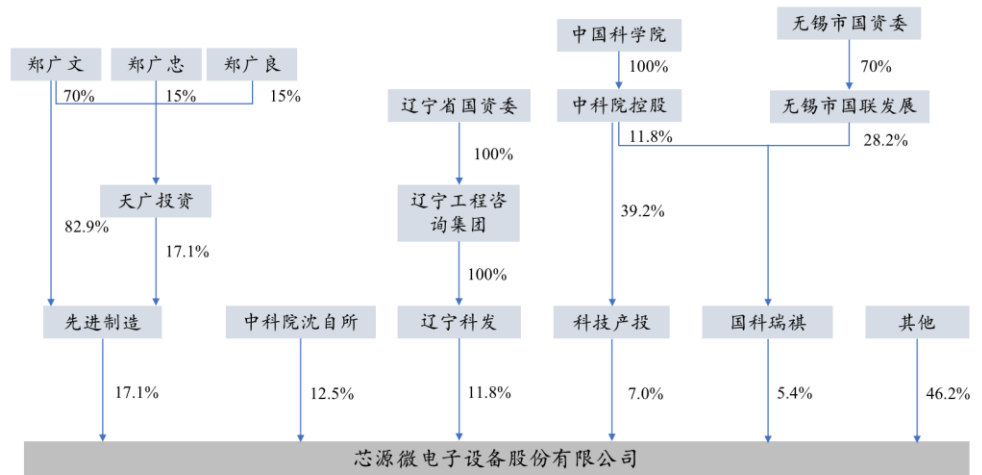 中国科学院
无锡市国资委
郑广文
郑广忠
郑广良
100%
70%
70%
15%
15%
辽宁省国资委
中科院控股
无锡市国联发展
11.8%
28.2%
100%
天广投资
辽宁工程咨
询集团
39.2%
82.9%
17.1%
100%
先进制造
中科院沈自所
辽宁科发
科技产投
国科瑞祺
其他
17.1%
12.5%
11.8%
7.0%
5.4%
46.2%
芯源微电子设备股份有限公司